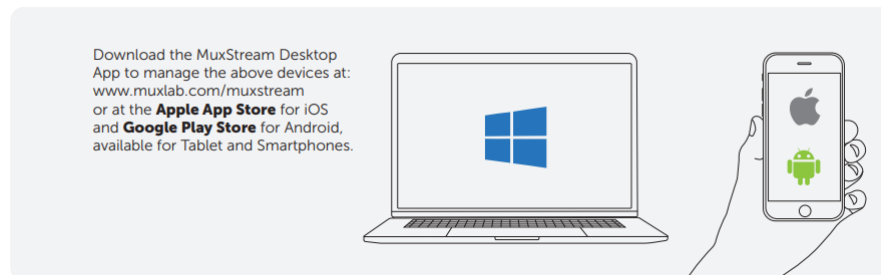 Download the MuxStream Desktop
App to manage the above devices at:
www.muxlab.com/muxstream
or at the Apple App Store for iOS
and Google Play Store for Android,
available for Tablet and Smartphones.